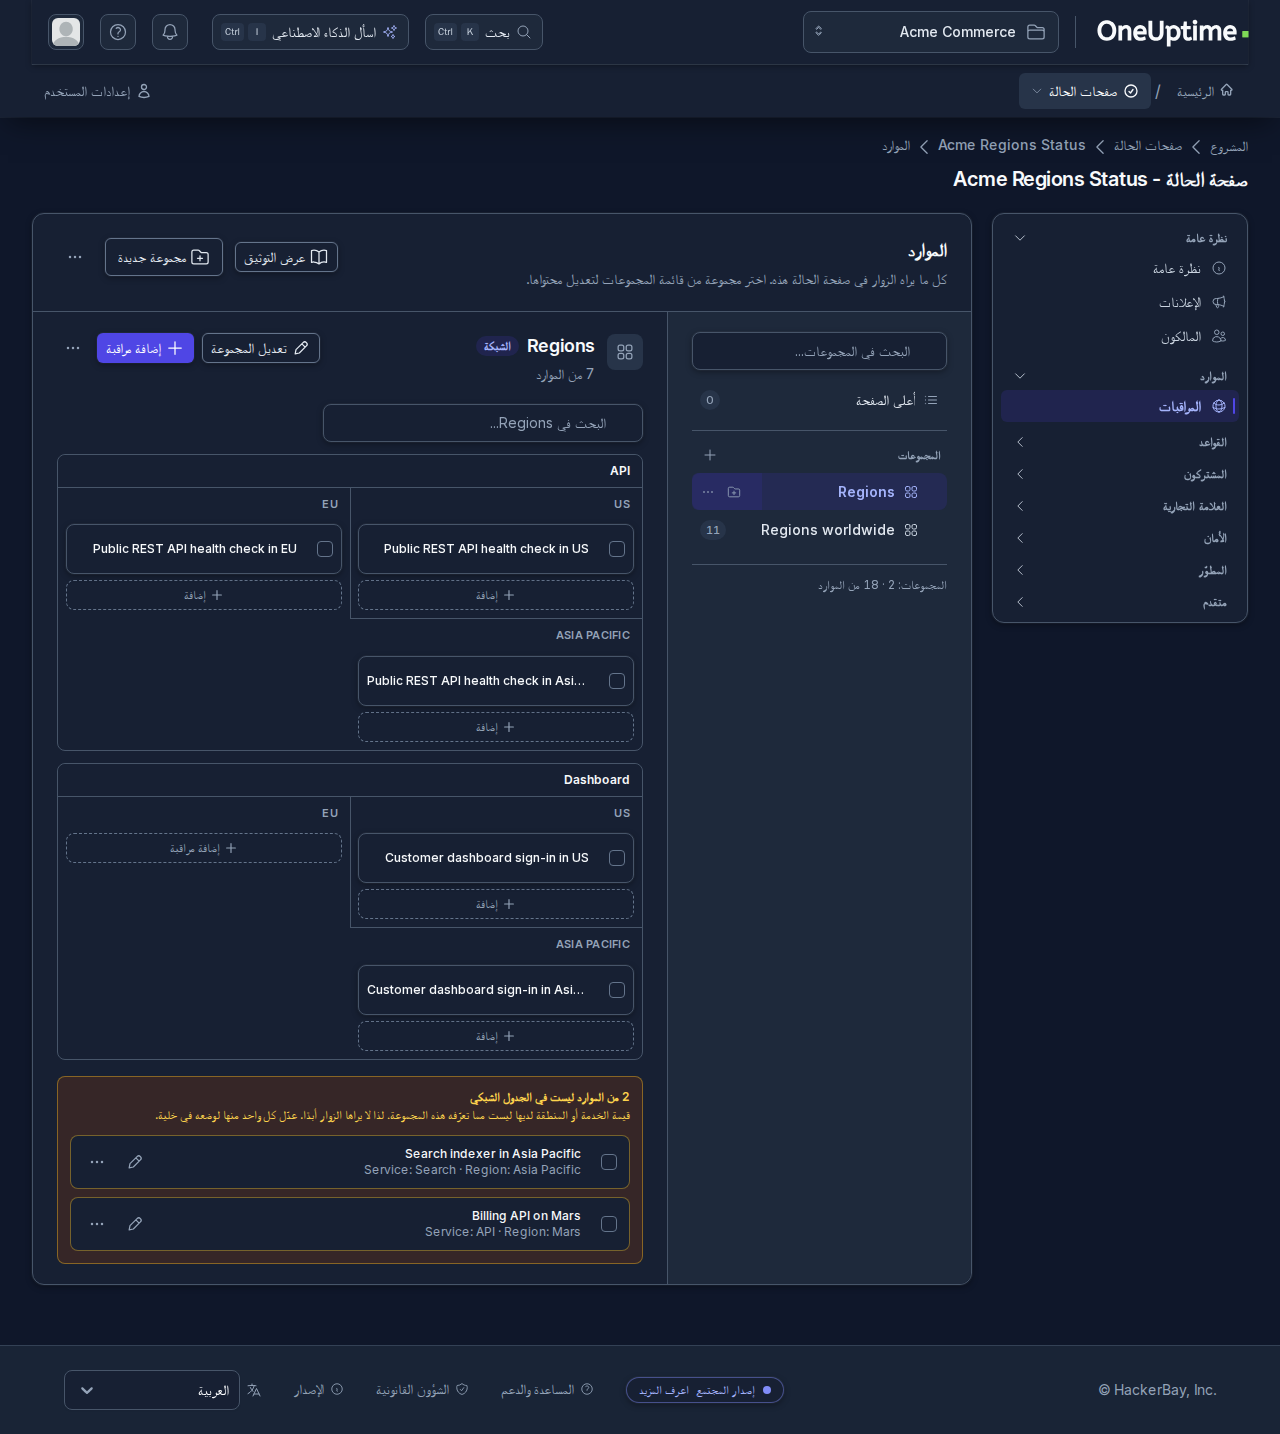 OneUptime
Acme Commerce
بحث K Ctrl
اسأل الذكاء الاصطناعي I Ctrl
الرئيسية / صفحات الحالة
إعدادات المستخدم
المشروع
صفحات الحالة
Acme Regions Status
الموارد
صفحة الحالة - Acme Regions Status
نظرة عامة
نظرة عامة
الإعلانات
المالكون
الموارد
المراقبات
القواعد
المشتركون
العلامة التجارية
الأمان
المطوّر
متقدم
الموارد
كل ما يراه الزوار في صفحة الحالة هذه. اختر مجموعة من قائمة المجموعات لتعديل محتواها.
عرض التوثيق
مجموعة جديدة
البحث في المجموعات...
أعلى الصفحة 0
المجموعات
Regions
Regions worldwide 11
المجموعات: 2 · 18 من الموارد
Regions الشبكة
7 من الموارد
تعديل المجموعة
إضافة مراقبة
البحث في Regions...
API
US
EU
Public REST API health check in US
Public REST API health check in EU
إضافة
إضافة
ASIA PACIFIC
Public REST API health check in Asi...
إضافة
Dashboard
US
EU
Customer dashboard sign-in in US
إضافة مراقبة
إضافة
ASIA PACIFIC
Customer dashboard sign-in in Asi...
إضافة
2 من الموارد ليست في الجدول الشبكي
قيمة الخدمة أو المنطقة لديها ليست مما تعرّفه هذه المجموعة، لذا لا يراها الزوار أبدًا. عدّل كل واحد منها لوضعه في خلية.
Search indexer in Asia Pacific
Service: Search · Region: Asia Pacific
Billing API on Mars
Service: API · Region: Mars
© HackerBay, Inc.
إصدار المجتمع اعرف المزيد
المساعدة والدعم
الشؤون القانونية
الإصدار
العربية